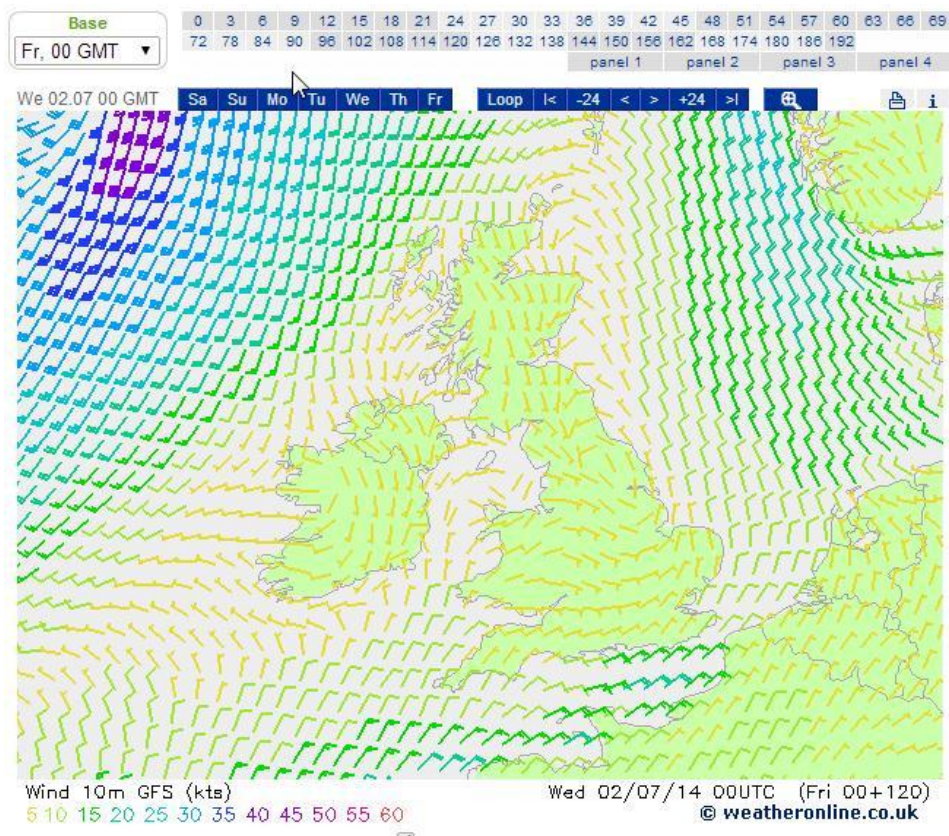 Base
Fr, 00 GMT ▼
0 3 6 9 12 15 18 21 24 27 30 33 36 39 42 45 48 51 54 57 60 63 66 69
72 78 84 90 96 102 108 114 120 126 132 138 144 150 156 162 168 174 180 186 192
panel 1 panel 2 panel 3 panel 4
We 02.07 00 GMT Sa Su Mo Tu We Th Fr Loop I< -24 < > +24 >I i
Wind 10m GFS (kts) Wed 02/07/14 00UTC (Fri 00+120)
5 10 15 20 25 30 35 40 45 50 55 60 © weatheronline.co.uk